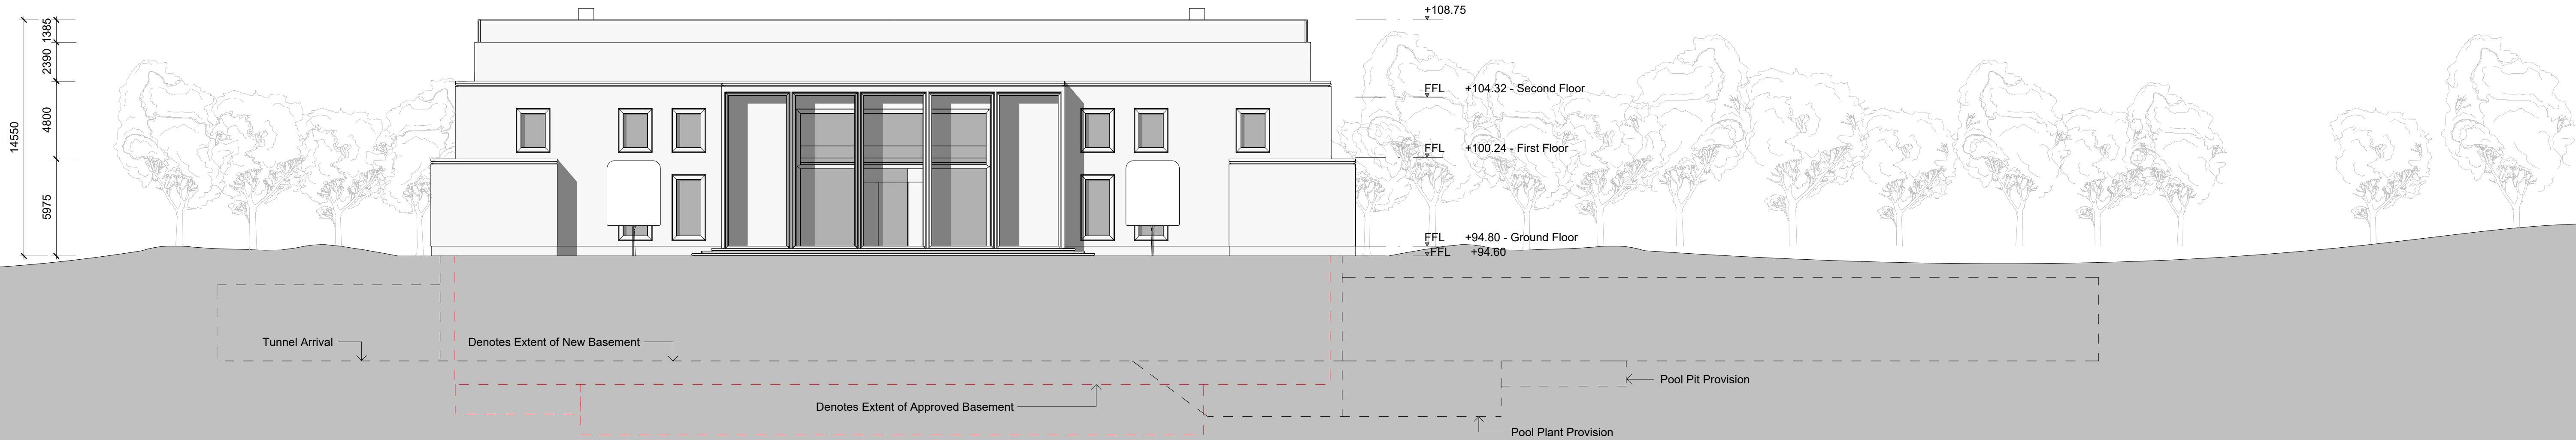 +108.75
1385
2390
FFL +104.32 - Second Floor
4800
14550
FFL +100.24 - First Floor
5975
FFL +94.80 - Ground Floor
FFL +94.60
Tunnel Arrival
Denotes Extent of New Basement
Pool Pit Provision
Denotes Extent of Approved Basement
Pool Plant Provision